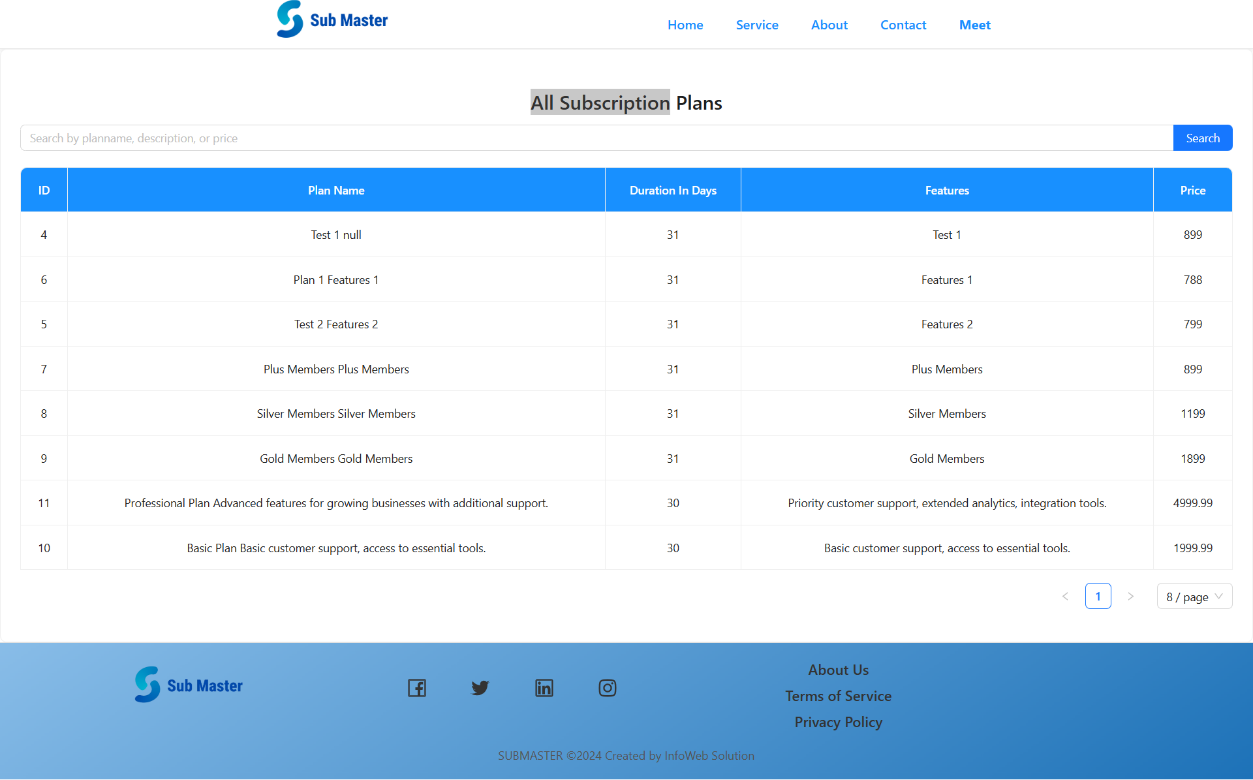 Sub Master
Home Service About Contact Meet
All Subscription Plans
Search by planname, description, or price Search
ID Plan Name Duration In Days Features Price
4 Test 1 null 31 Test 1 899
6 Plan 1 Features 1 31 Features 1 788
5 Test 2 Features 2 31 Features 2 799
7 Plus Members Plus Members 31 Plus Members 899
8 Silver Members Silver Members 31 Silver Members 1199
9 Gold Members Gold Members 31 Gold Members 1899
11 Professional Plan Advanced features for growing businesses with additional support. 30 Priority customer support, extended analytics, integration tools. 4999.99
10 Basic Plan Basic customer support, access to essential tools. 30 Basic customer support, access to essential tools. 1999.99
< 1 > 8 / page
Sub Master
About Us
Terms of Service
Privacy Policy
SUBMASTER ©2024 Created by InfoWeb Solution